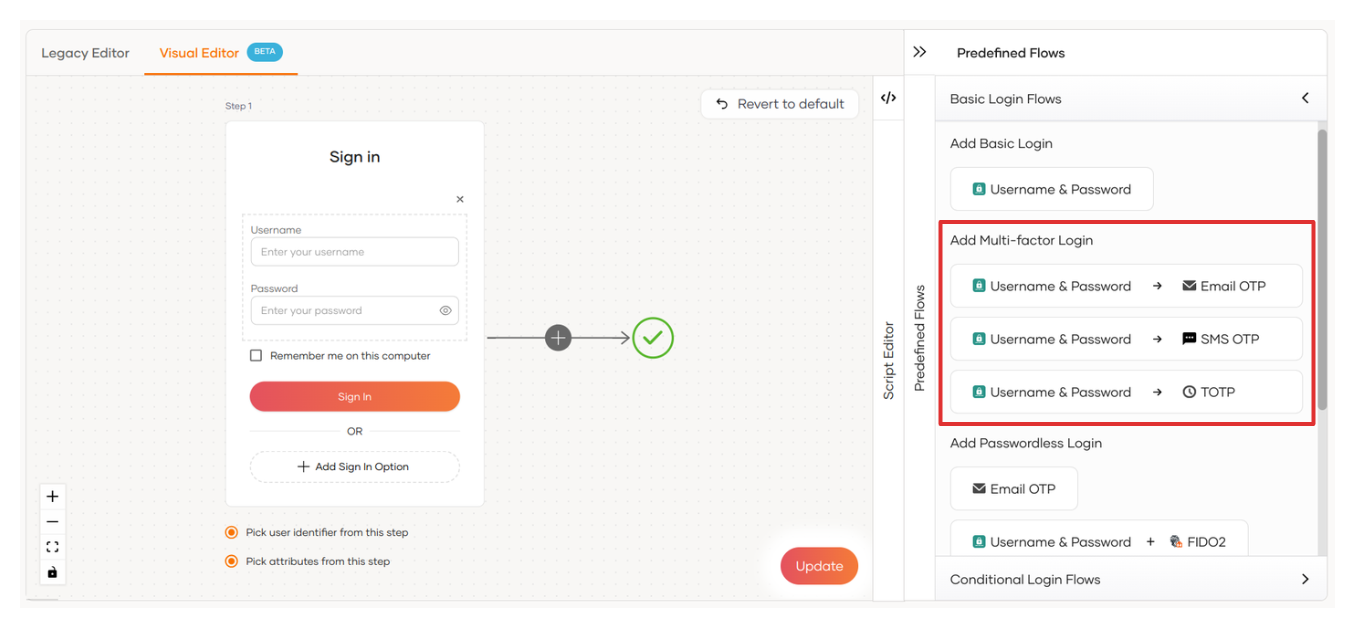 Legacy Editor
Visual Editor BETA
Predefined Flows
Step 1
Revert to default
Sign in
Username
Enter your username
Password
Enter your password
Remember me on this computer
Sign In
OR
Add Sign In Option
Pick user identifier from this step
Pick attributes from this step
Update
Script Editor
Predefined Flows
Basic Login Flows
Add Basic Login
Username & Password
Add Multi-factor Login
Username & Password → Email OTP
Username & Password → SMS OTP
Username & Password → TOTP
Add Passwordless Login
Email OTP
Username & Password + FIDO2
Conditional Login Flows